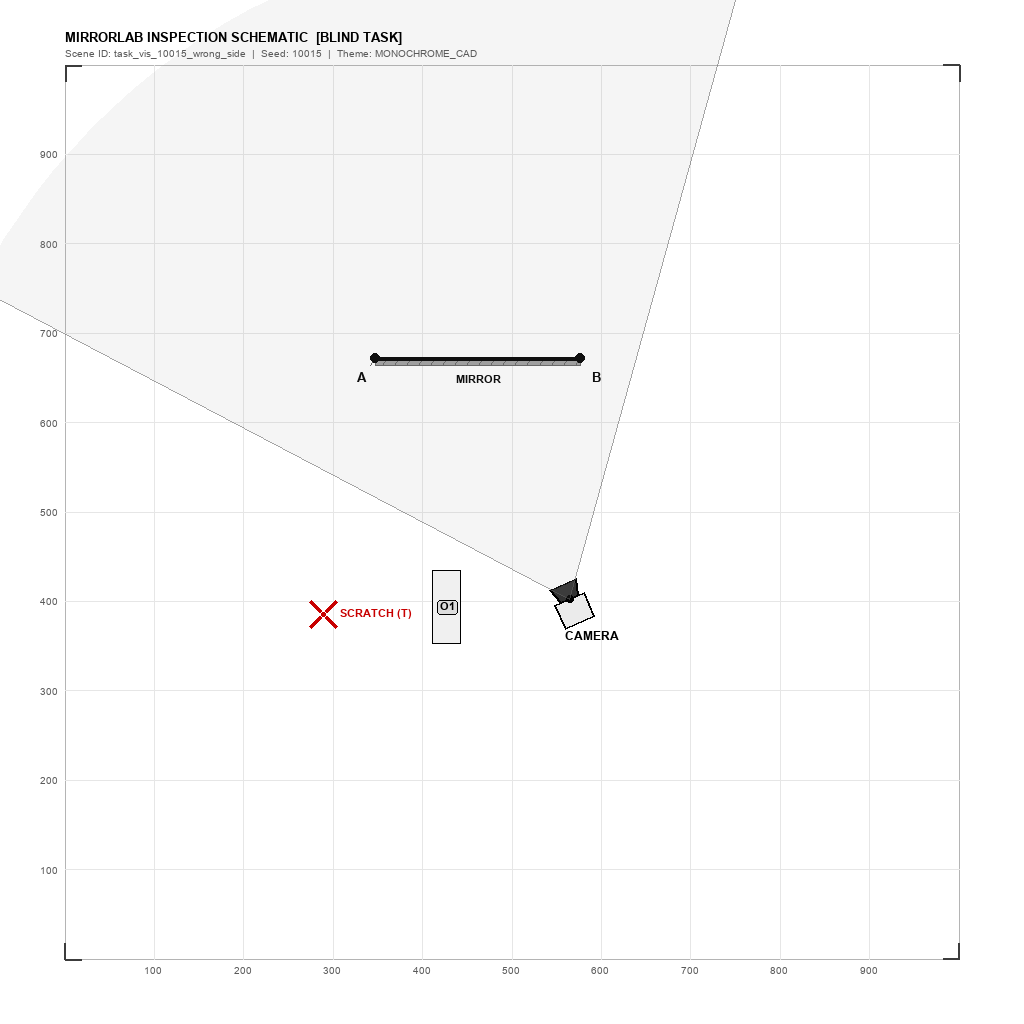 MIRRORLAB INSPECTION SCHEMATIC [BLIND TASK]
Scene ID: task_vis_10015_wrong_side | Seed: 10015 | Theme: MONOCHROME_CAD
900
800
700
A
MIRROR
B
600
500
400
O1
SCRATCH (T)
CAMERA
300
200
100
100 200 300 400 500 600 700 800 900